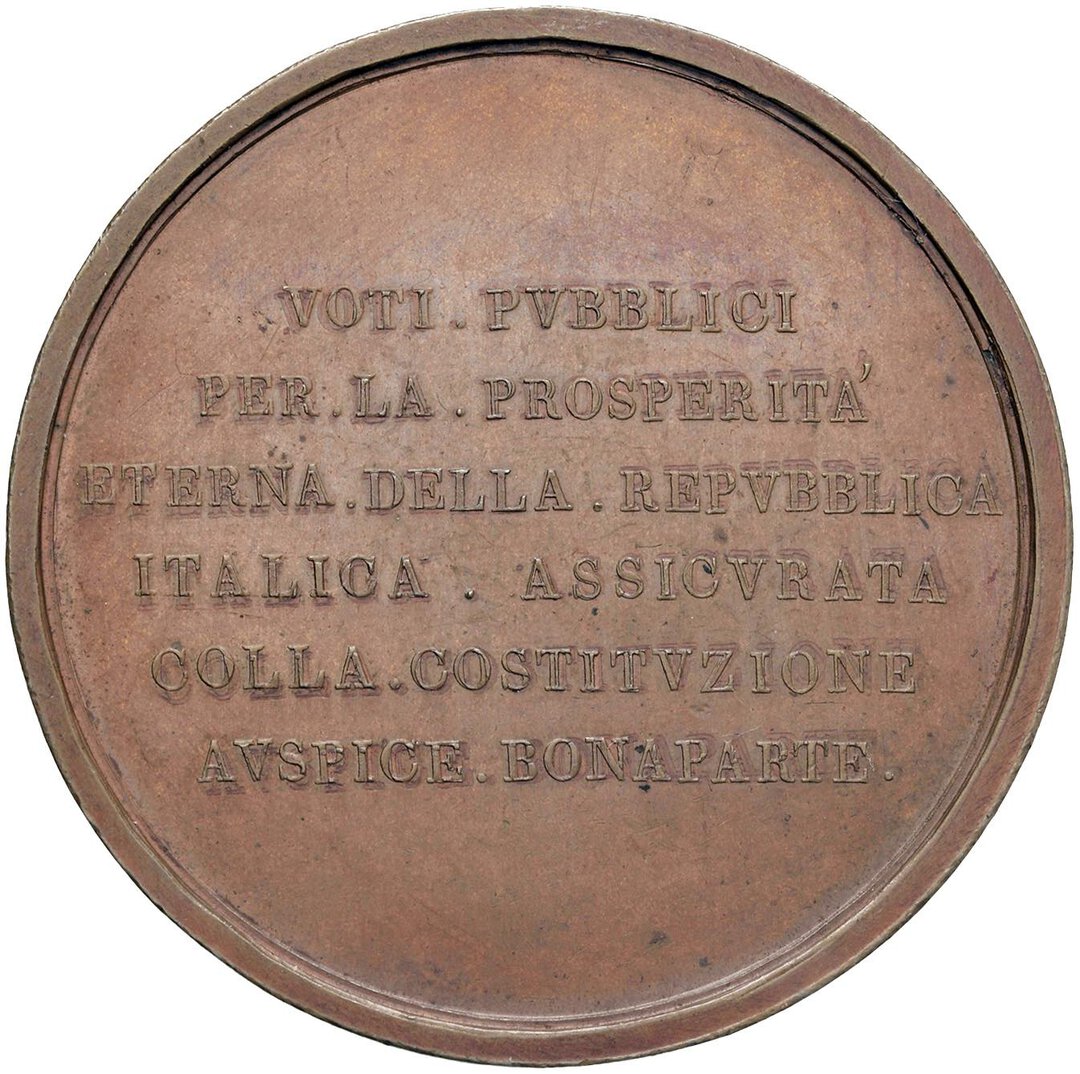 VOTI . PVBBLICI
PER . LA . PROSPERITA'
ETERNA . DELLA . REPVBBLICA
ITALICA . ASSICVRATA
COLLA . COSTITVZIONE
AVSPICE . BONAPARTE .